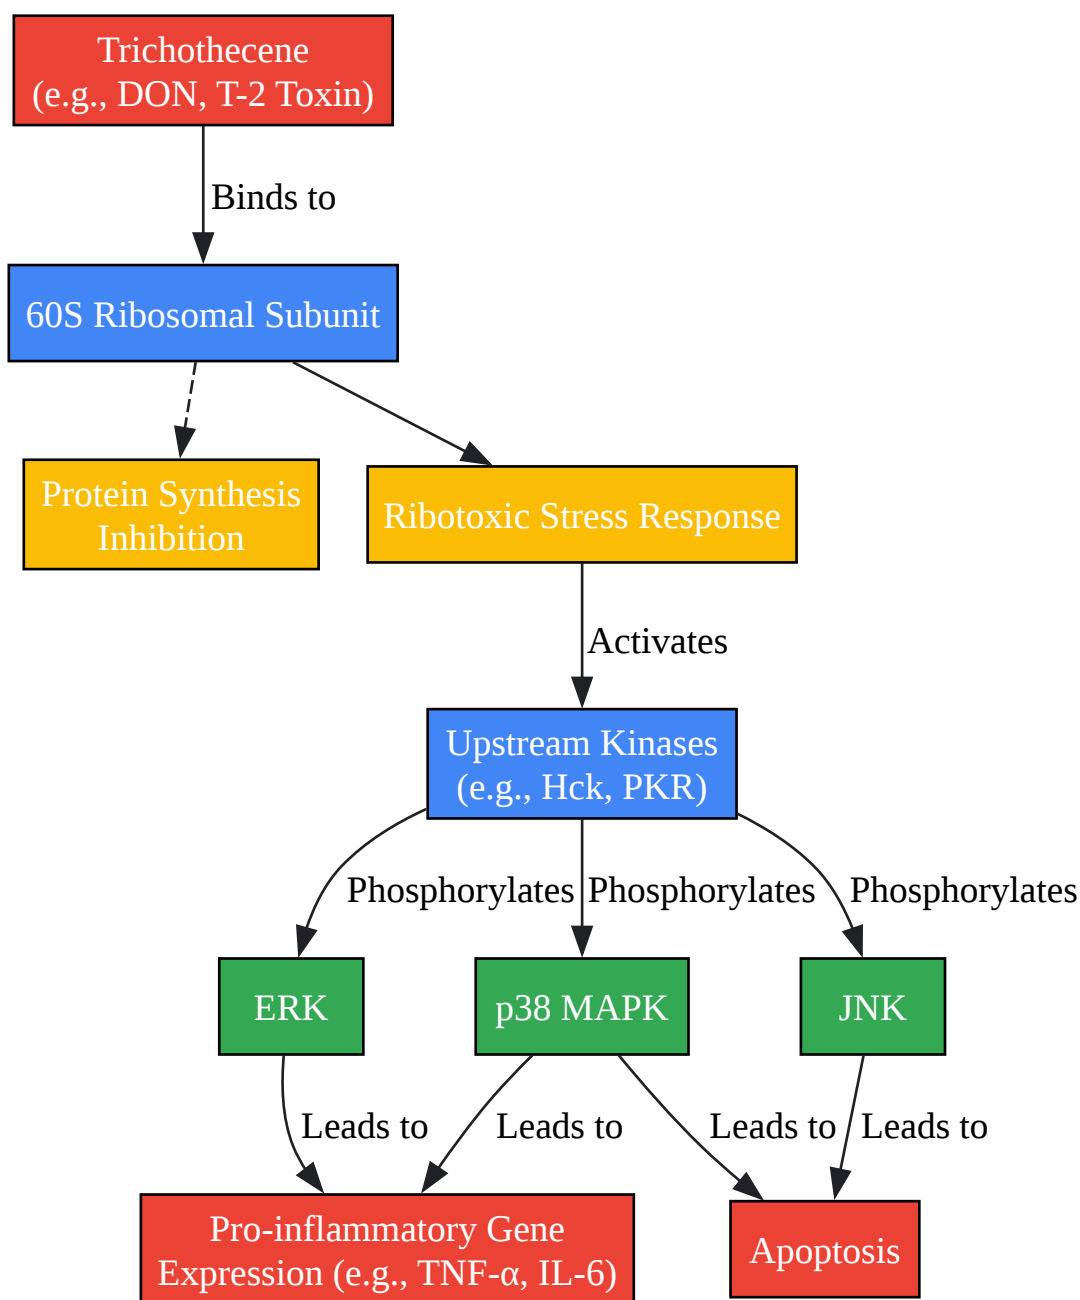 Trichothecene
(e.g., DON, T-2 Toxin)
Binds to
60S Ribosomal Subunit
Protein Synthesis
Inhibition
Ribotoxic Stress Response
Activates
Upstream Kinases
(e.g., Hck, PKR)
Phosphorylates
Phosphorylates
Phosphorylates
ERK
p38 MAPK
JNK
Leads to
Leads to
Leads to
Leads to
Pro-inflammatory Gene
Expression (e.g., TNF-α, IL-6)
Apoptosis